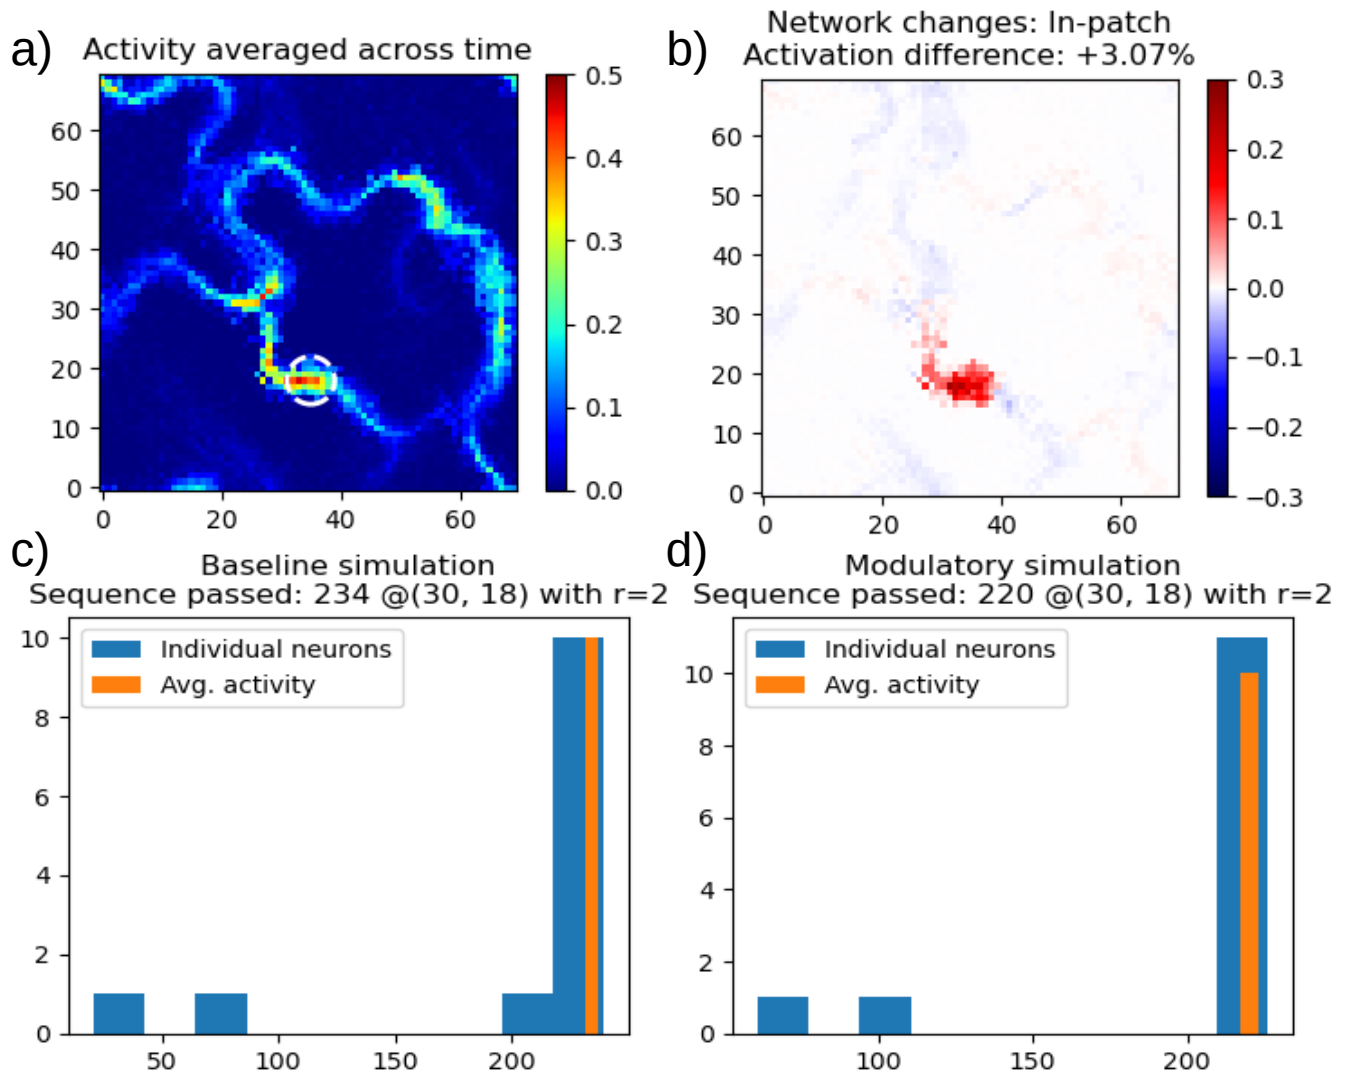 a)
Activity averaged across time
0.5
0.4
0.3
0.2
0.1
0.0
60
50
40
30
20
10
0
0 20 40 60
b)
Network changes: In-patch
Activation difference: +3.07%
0.3
0.2
0.1
0.0
−0.1
−0.2
−0.3
60
50
40
30
20
10
0
0 20 40 60
c)
Baseline simulation
Sequence passed: 234 @(30, 18) with r=2
Individual neurons
Avg. activity
10
8
6
4
2
0
50 100 150 200
d)
Modulatory simulation
Sequence passed: 220 @(30, 18) with r=2
Individual neurons
Avg. activity
10
8
6
4
2
0
100 150 200